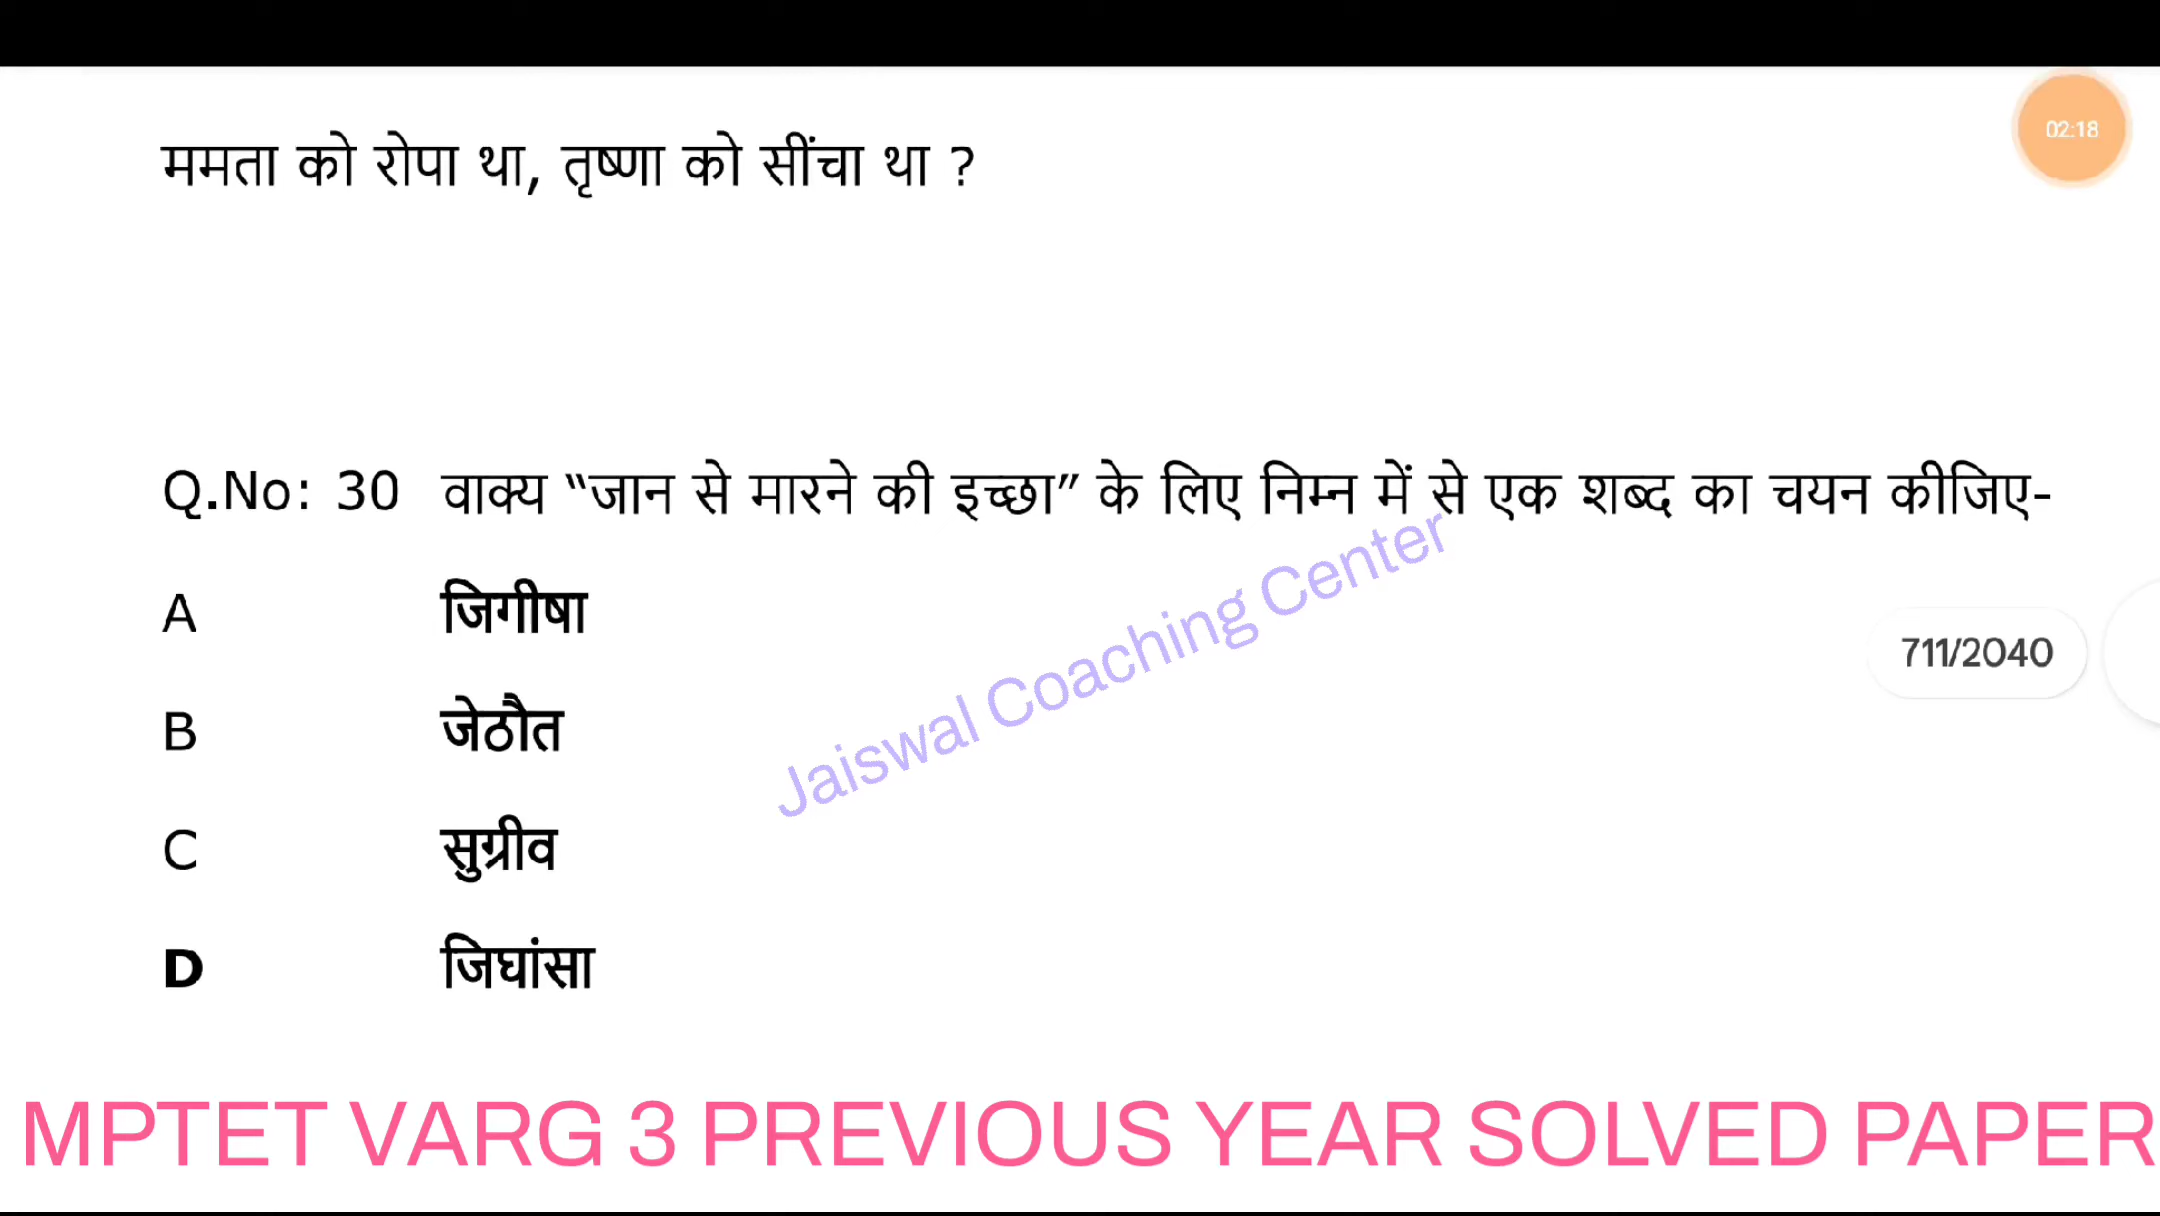 02:18
ममता को रोपा था, तृष्णा को सींचा था ?
Q.No: 30 वाक्य “जान से मारने की इच्छा” के लिए निम्न में से एक शब्द का चयन कीजिए-
A जिगीषा
B जेठौत
C सुग्रीव
D जिघांसा
Jaiswal Coaching Center
711/2040
MPTET VARG 3 PREVIOUS YEAR SOLVED PAPER